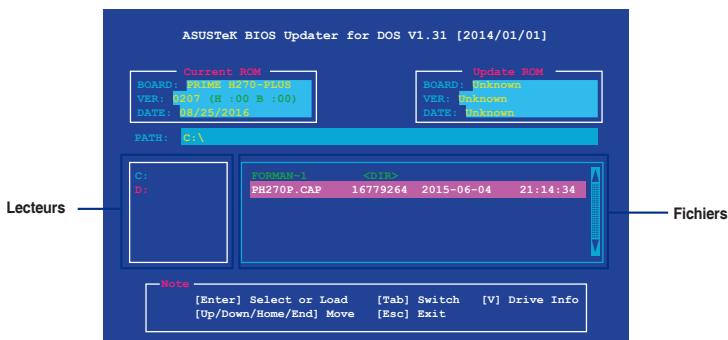 ASUSTeK BIOS Updater for DOS V1.31 [2014/01/01]
Current ROM
BOARD: PRIME H270-PLUS
VER: 0207 (H :00 B :00)
DATE: 08/25/2016
Update ROM
BOARD: Unknown
VER: Unknown
DATE: Unknown
PATH: C:\
C:
D:
FORMAN~1 <DIR>
PH270P.CAP 16779264 2015-06-04 21:14:34
Lecteurs
Fichiers
Note
[Enter] Select or Load [Tab] Switch [V] Drive Info
[Up/Down/Home/End] Move [Esc] Exit